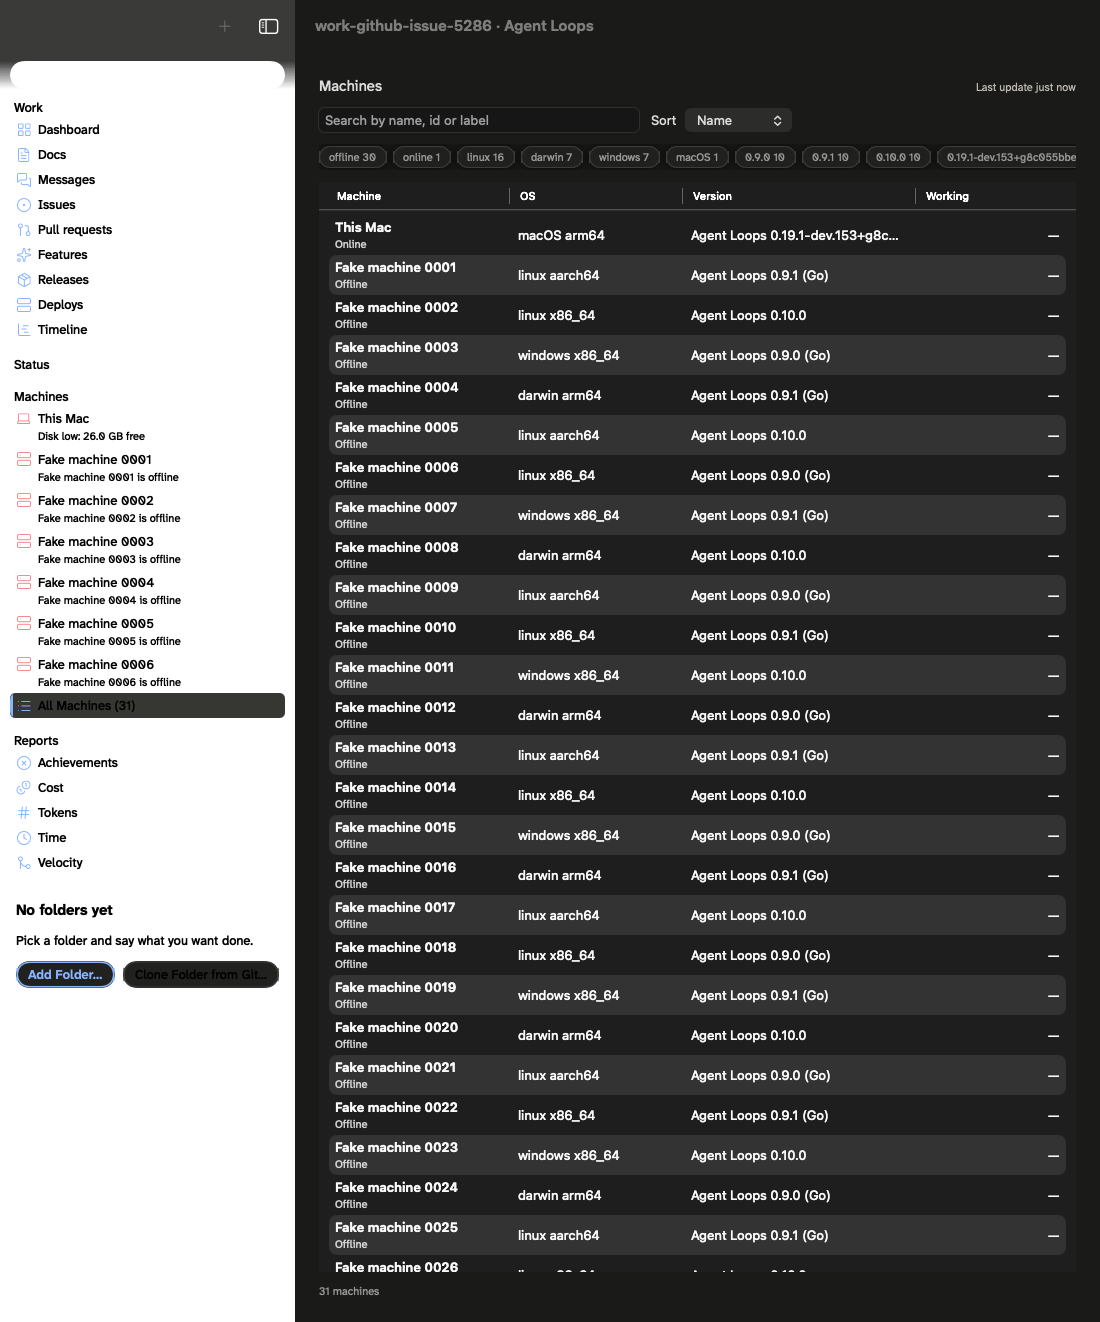 work-github-issue-5286 · Agent Loops
Work
Dashboard
Docs
Messages
Issues
Pull requests
Features
Releases
Deploys
Timeline
Status
Machines
This Mac
Disk low: 26.0 GB free
Fake machine 0001
Fake machine 0001 is offline
Fake machine 0002
Fake machine 0002 is offline
Fake machine 0003
Fake machine 0003 is offline
Fake machine 0004
Fake machine 0004 is offline
Fake machine 0005
Fake machine 0005 is offline
Fake machine 0006
Fake machine 0006 is offline
All Machines (31)
Reports
Achievements
Cost
Tokens
Time
Velocity
No folders yet
Pick a folder and say what you want done.
Add Folder... Clone Folder from Git...
Machines
Last update just now
Search by name, id or label Sort Name
offline 30 online 1 linux 16 darwin 7 windows 7 macOS 1 0.9.0 10 0.9.1 10 0.10.0 10 0.19.1-dev.153+g8c055bbe
Machine OS Version Working
This Mac
Online
macOS arm64 Agent Loops 0.19.1-dev.153+g8c... —
Fake machine 0001
Offline
linux aarch64 Agent Loops 0.9.1 (Go) —
Fake machine 0002
Offline
linux x86_64 Agent Loops 0.10.0 —
Fake machine 0003
Offline
windows x86_64 Agent Loops 0.9.0 (Go) —
Fake machine 0004
Offline
darwin arm64 Agent Loops 0.9.1 (Go) —
Fake machine 0005
Offline
linux aarch64 Agent Loops 0.10.0 —
Fake machine 0006
Offline
linux x86_64 Agent Loops 0.9.0 (Go) —
Fake machine 0007
Offline
windows x86_64 Agent Loops 0.9.1 (Go) —
Fake machine 0008
Offline
darwin arm64 Agent Loops 0.10.0 —
Fake machine 0009
Offline
linux aarch64 Agent Loops 0.9.0 (Go) —
Fake machine 0010
Offline
linux x86_64 Agent Loops 0.9.1 (Go) —
Fake machine 0011
Offline
windows x86_64 Agent Loops 0.10.0 —
Fake machine 0012
Offline
darwin arm64 Agent Loops 0.9.0 (Go) —
Fake machine 0013
Offline
linux aarch64 Agent Loops 0.9.1 (Go) —
Fake machine 0014
Offline
linux x86_64 Agent Loops 0.10.0 —
Fake machine 0015
Offline
windows x86_64 Agent Loops 0.9.0 (Go) —
Fake machine 0016
Offline
darwin arm64 Agent Loops 0.9.1 (Go) —
Fake machine 0017
Offline
linux aarch64 Agent Loops 0.10.0 —
Fake machine 0018
Offline
linux x86_64 Agent Loops 0.9.0 (Go) —
Fake machine 0019
Offline
windows x86_64 Agent Loops 0.9.1 (Go) —
Fake machine 0020
Offline
darwin arm64 Agent Loops 0.10.0 —
Fake machine 0021
Offline
linux aarch64 Agent Loops 0.9.0 (Go) —
Fake machine 0022
Offline
linux x86_64 Agent Loops 0.9.1 (Go) —
Fake machine 0023
Offline
windows x86_64 Agent Loops 0.10.0 —
Fake machine 0024
Offline
darwin arm64 Agent Loops 0.9.0 (Go) —
Fake machine 0025
Offline
linux aarch64 Agent Loops 0.9.1 (Go) —
Fake machine 0026
31 machines